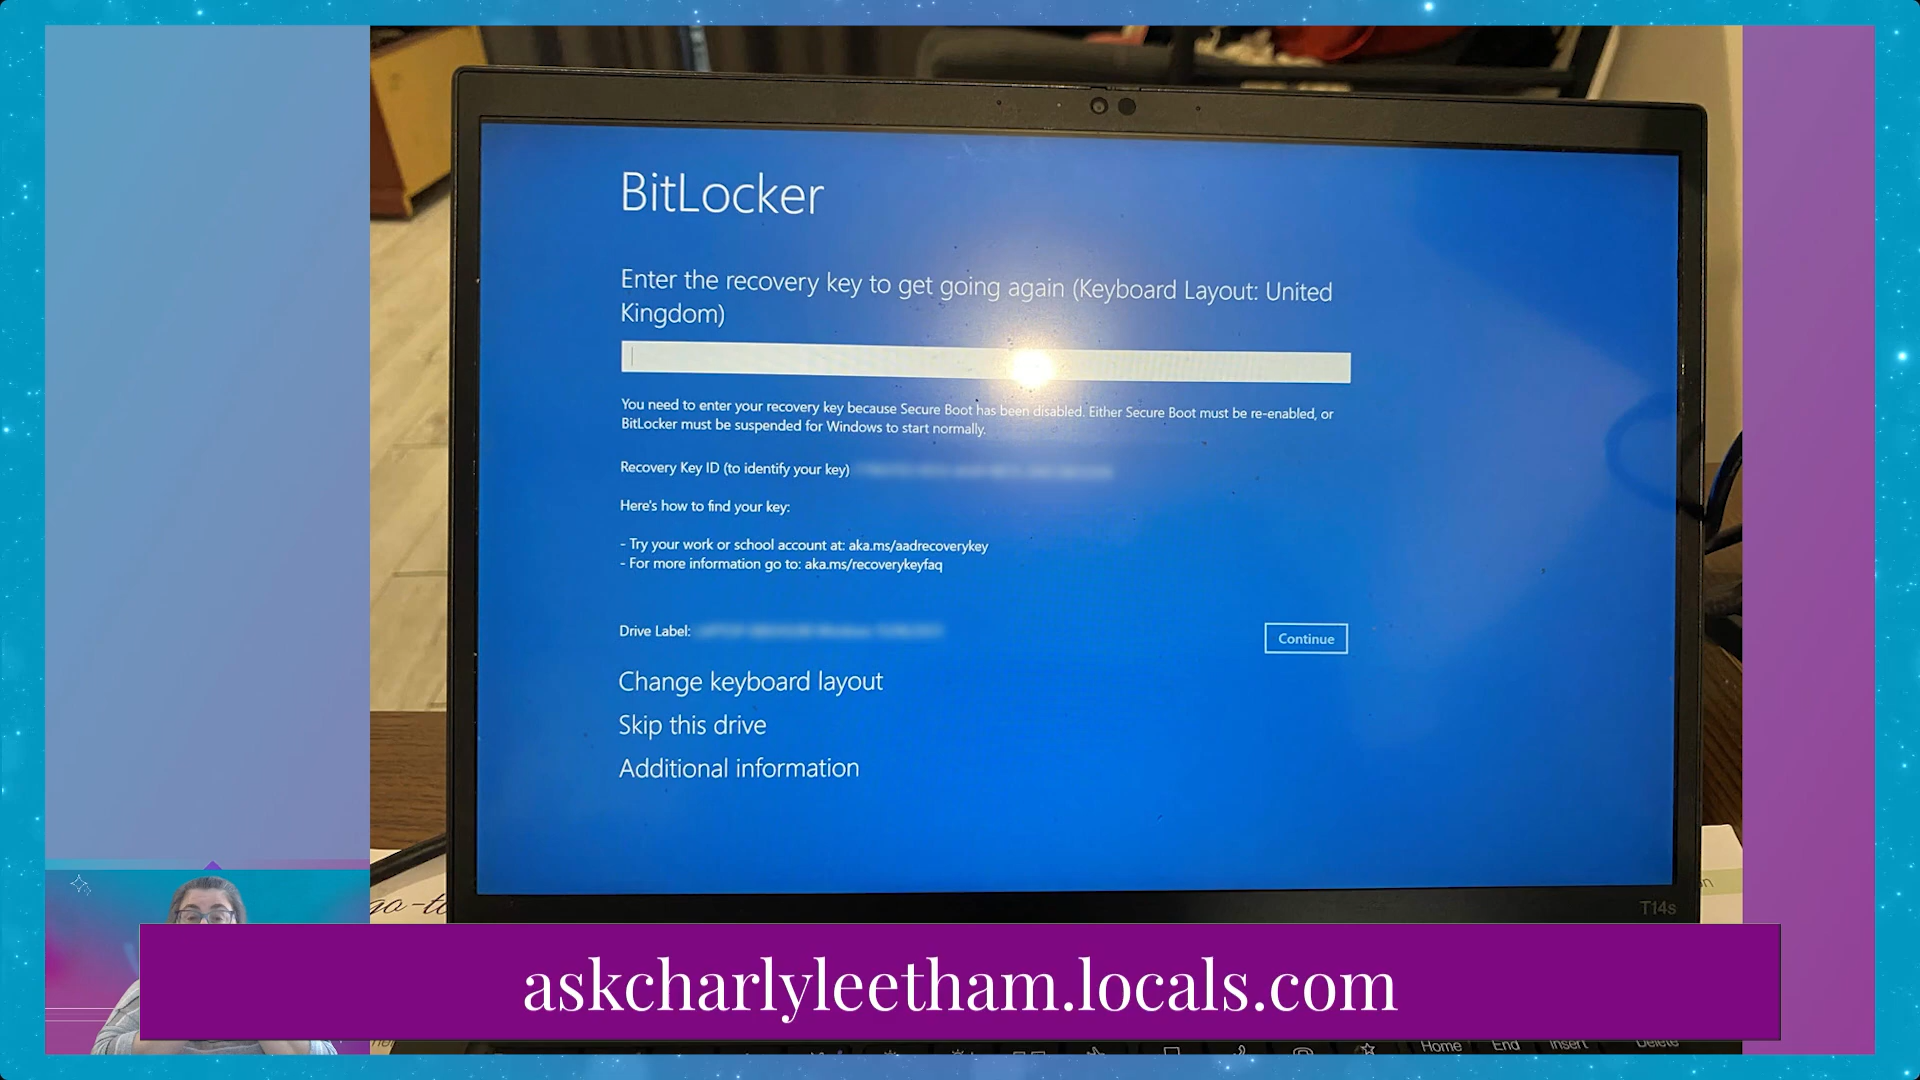 BitLocker
Enter the recovery key to get going again (Keyboard Layout: United
Kingdom)
You need to enter your recovery key because Secure Boot has been disabled. Either Secure Boot must be re-enabled, or
BitLocker must be suspended for Windows to start normally.
Recovery Key ID (to identify your key)
Here's how to find your key:
- Try your work or school account at: aka.ms/aadrecoverykey
- For more information go to: aka.ms/recoverykeyfaq
Drive Label:
Continue
Change keyboard layout
Skip this drive
Additional information
T14s
askcharlyleetham.locals.com
Home End Insert Delete